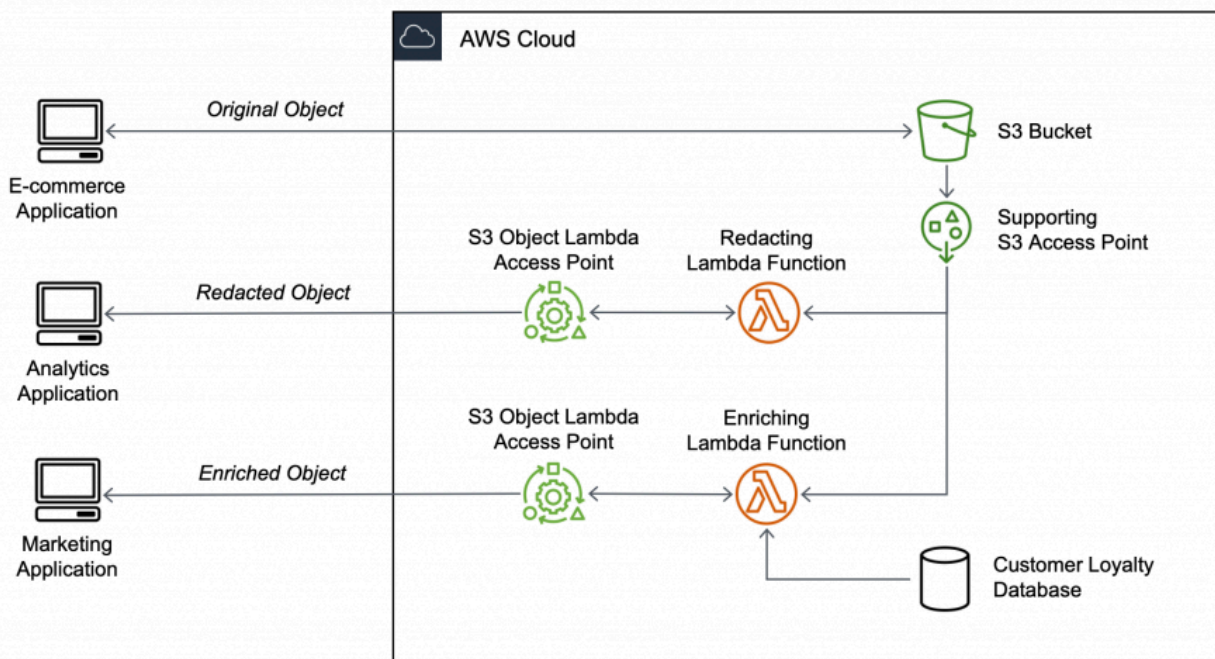 AWS Cloud
Original Object
S3 Bucket
E-commerce
Application
Supporting
S3 Access Point
S3 Object Lambda
Access Point
Redacting
Lambda Function
Redacted Object
Analytics
Application
S3 Object Lambda
Access Point
Enriching
Lambda Function
Enriched Object
Marketing
Application
Customer Loyalty
Database